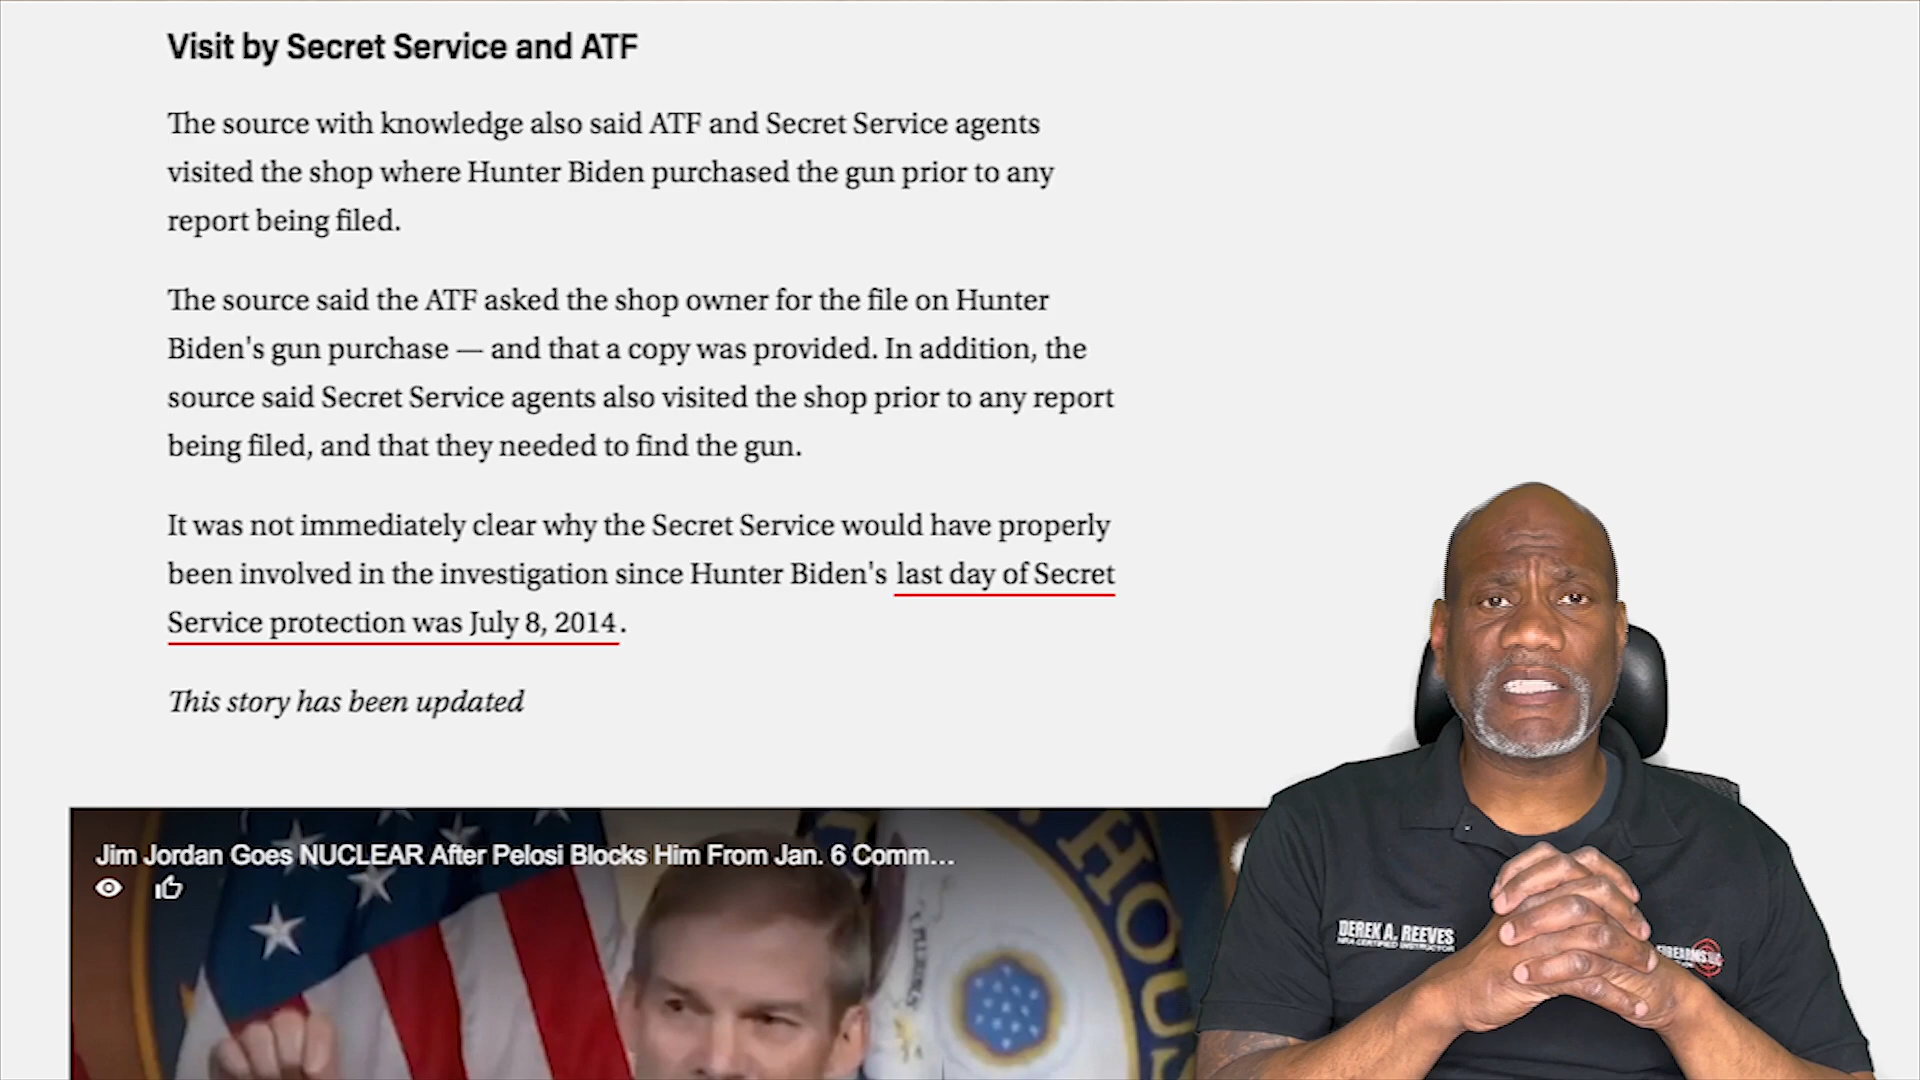 Visit by Secret Service and ATF
The source with knowledge also said ATF and Secret Service agents
visited the shop where Hunter Biden purchased the gun prior to any
report being filed.
The source said the ATF asked the shop owner for the file on Hunter
Biden's gun purchase — and that a copy was provided. In addition, the
source said Secret Service agents also visited the shop prior to any report
being filed, and that they needed to find the gun.
It was not immediately clear why the Secret Service would have properly
been involved in the investigation since Hunter Biden's last day of Secret
Service protection was July 8, 2014.
This story has been updated
Jim Jordan Goes NUCLEAR After Pelosi Blocks Him From Jan. 6 Comm...
HOU
DEREK A. REEVES
NRA CERTIFIED INSTRUCTOR